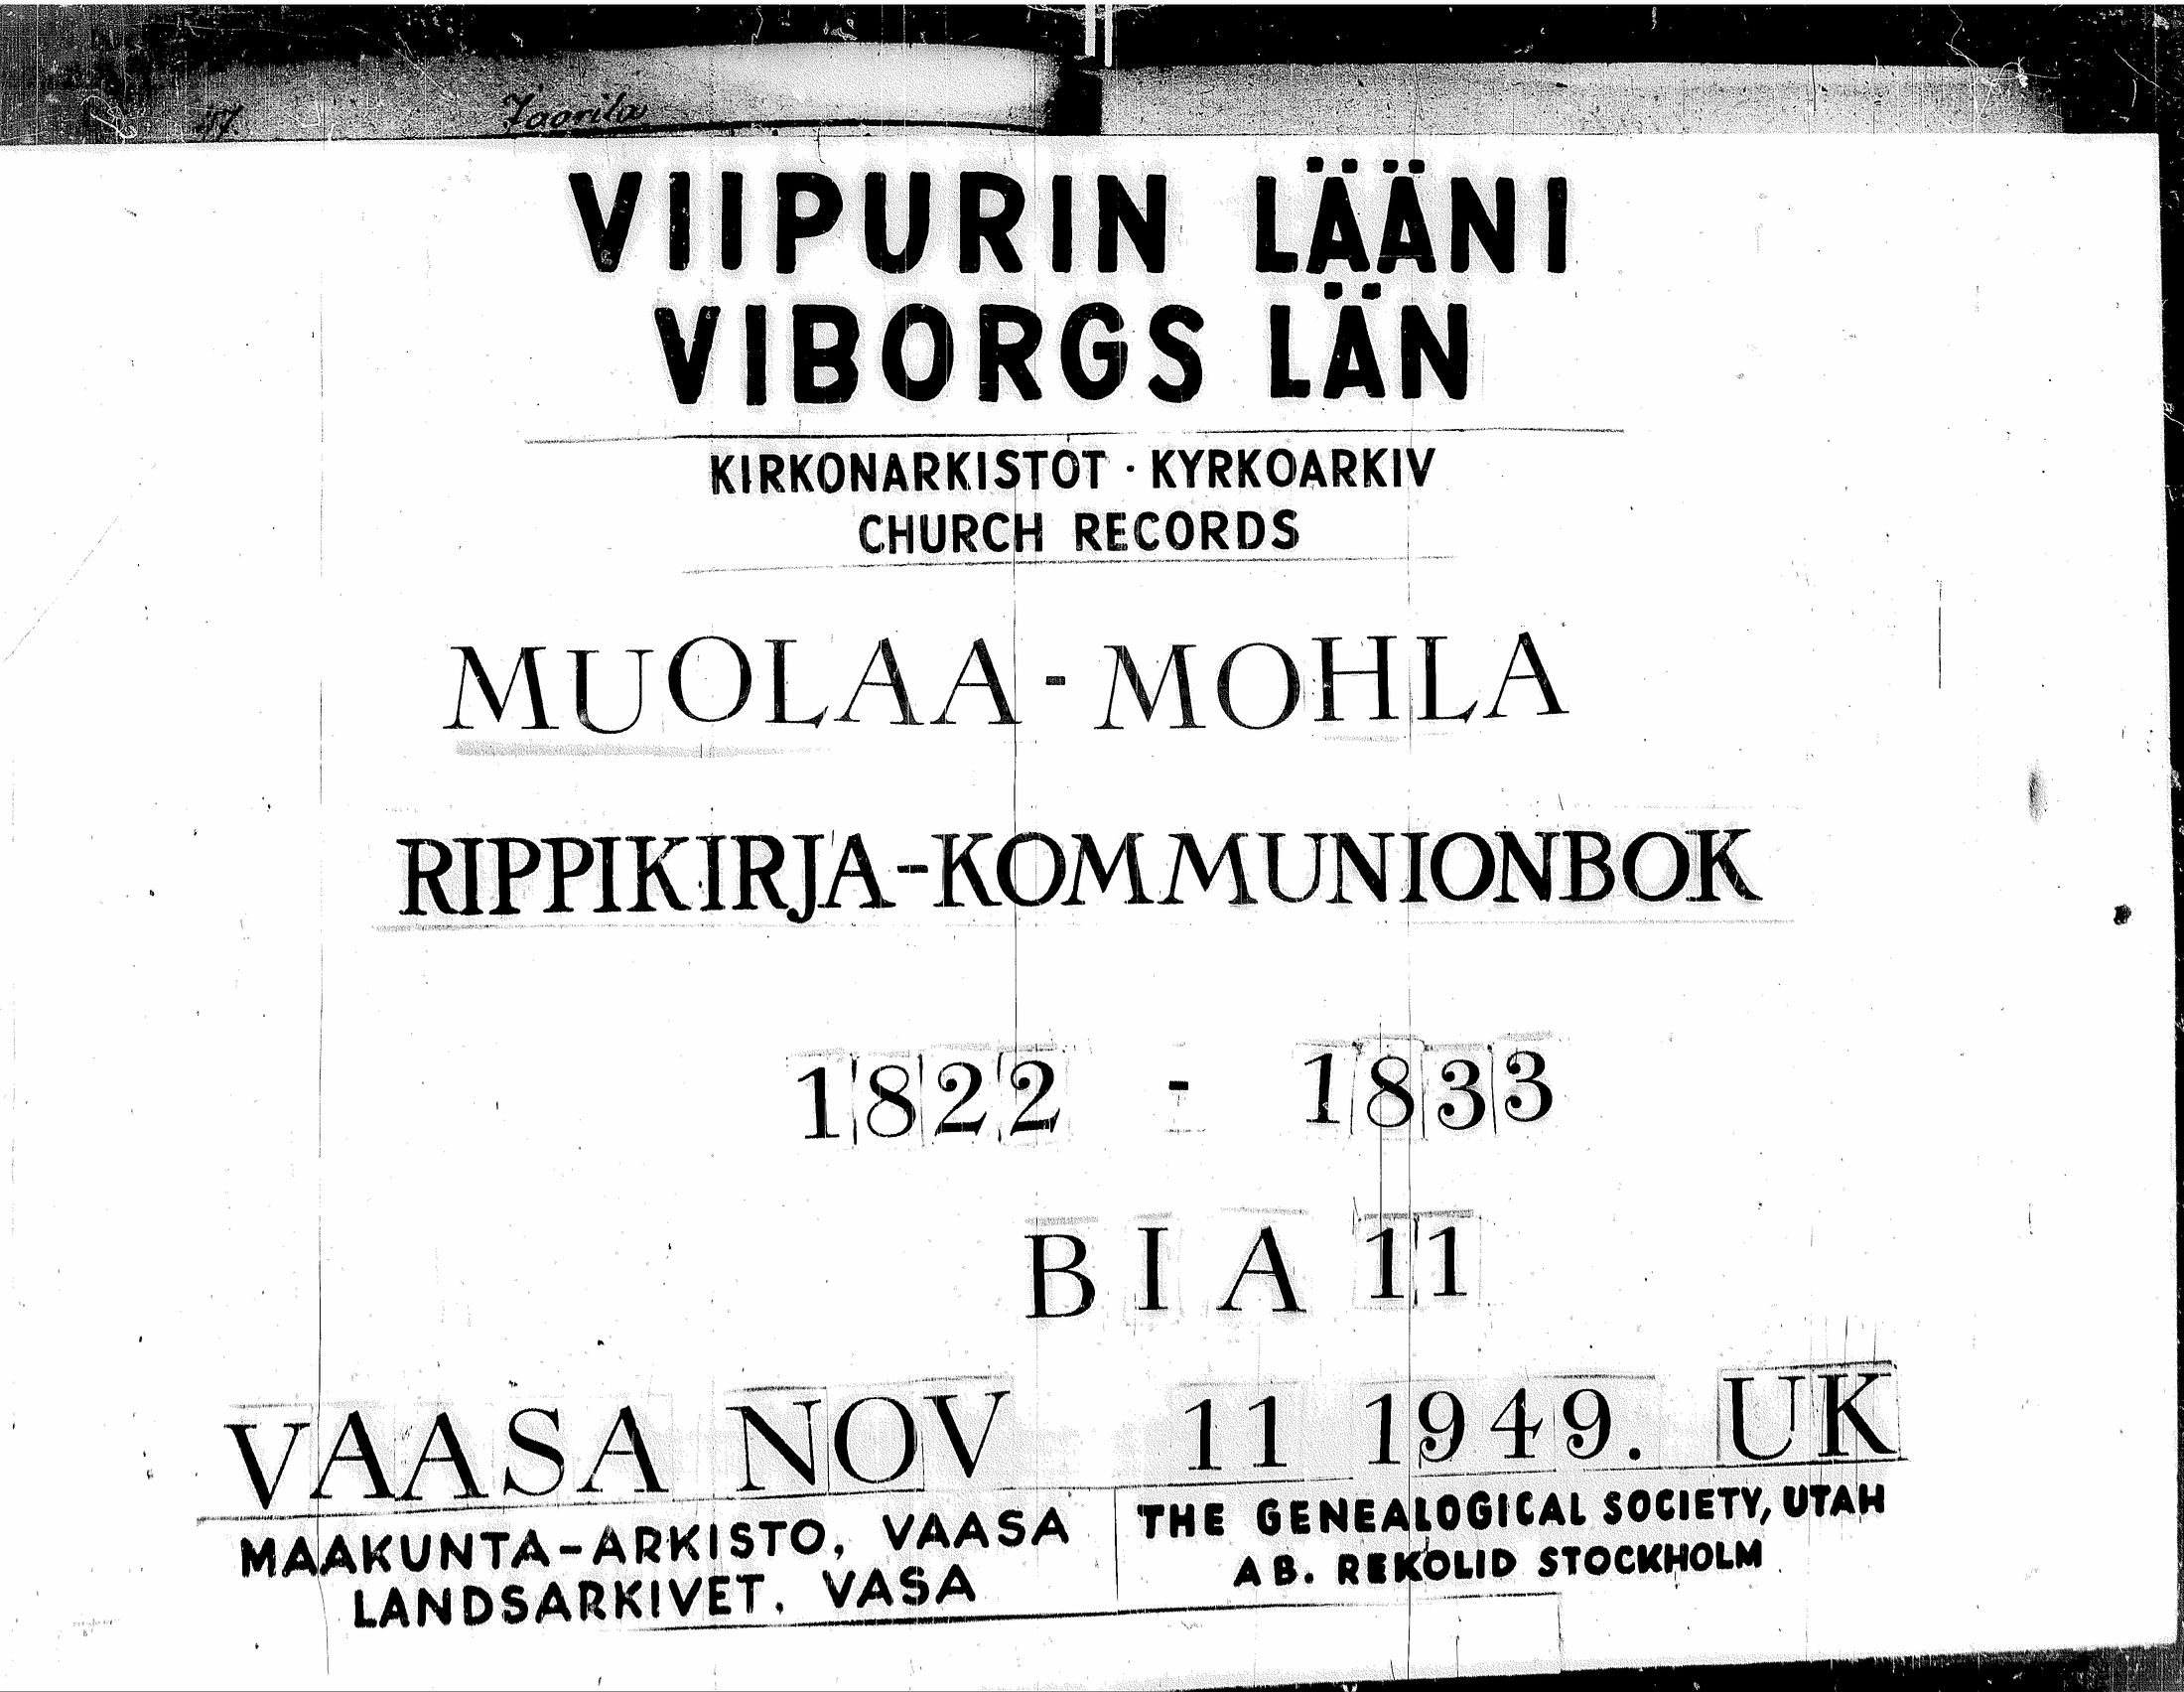 VIIPURIN LÄÄNI
VIBORGS LÄN
KIRKONARKISTOT · KYRKOARKIV
CHURCH RECORDS
MUOLAA - MOHLA
RIPPIKIRJA-KOMMUNIONBOK
1822 - 1833
B I A 11
VAASA NOV 11 1949. UK
MAAKUNTA-ARKISTO, VAASA
LANDSARKIVET, VASA
THE GENEALOGICAL SOCIETY, UTAH
AB. REKOLID STOCKHOLM